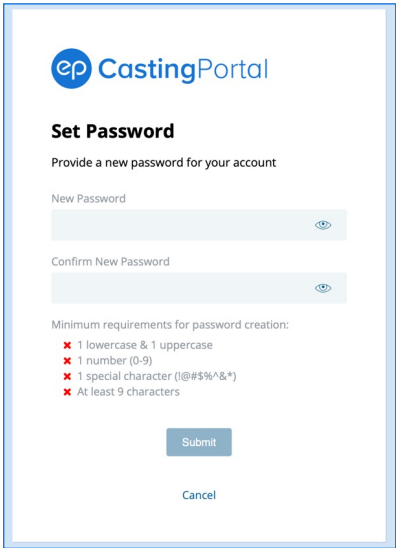 ep CastingPortal
Set Password
Provide a new password for your account
New Password
Confirm New Password
Minimum requirements for password creation:
✖ 1 lowercase & 1 uppercase
✖ 1 number (0-9)
✖ 1 special character (!@#$%^&*)
✖ At least 9 characters
Submit
Cancel